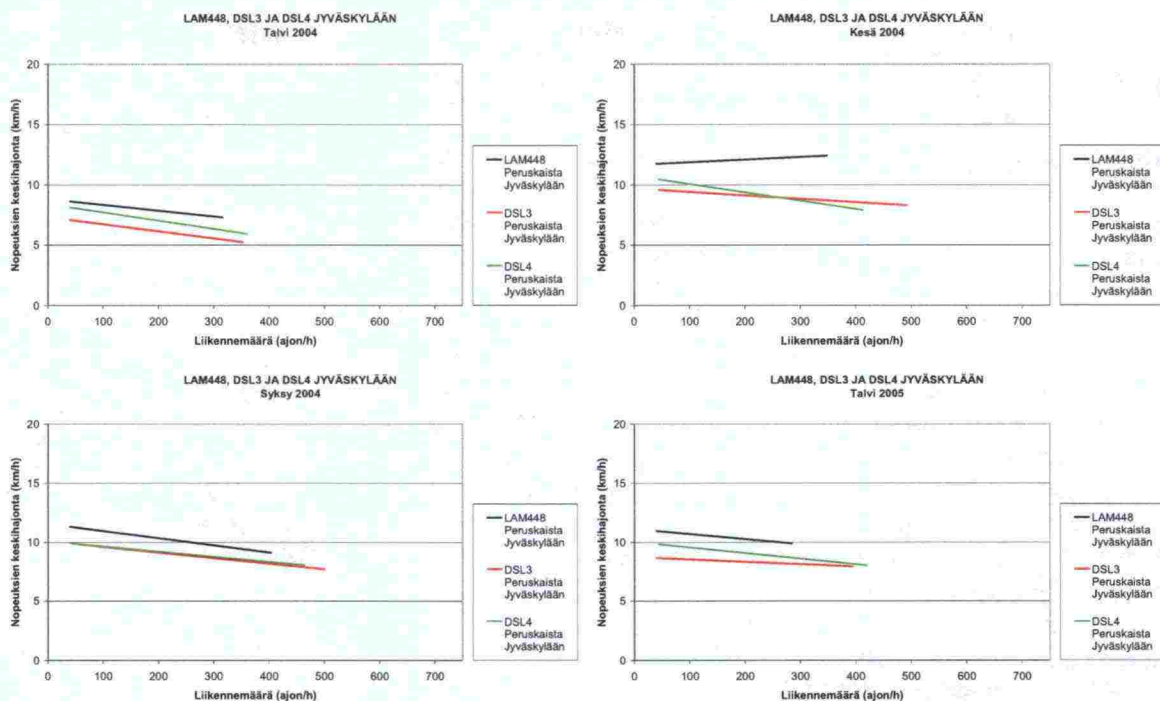 LAM448, DSL3 JA DSL4 JYVÄSKYLÄÄN
Talvi 2004
Nopeuksien keskihajonta (km/h)
20
15
10
5
0
0 100 200 300 400 500 600 700
Liikennemäärä (ajon/h)
LAM448
Peruskaista
Jyväskylään
DSL3
Peruskaista
Jyväskylään
DSL4
Peruskaista
Jyväskylään
LAM448, DSL3 JA DSL4 JYVÄSKYLÄÄN
Kesä 2004
Nopeuksien keskihajonta (km/h)
20
15
10
5
0
0 100 200 300 400 500 600 700
Liikennemäärä (ajon/h)
LAM448
Peruskaista
Jyväskylään
DSL3
Peruskaista
Jyväskylään
DSL4
Peruskaista
Jyväskylään
LAM448, DSL3 JA DSL4 JYVÄSKYLÄÄN
Syksy 2004
Nopeuksien keskihajonta (km/h)
20
15
10
5
0
0 100 200 300 400 500 600 700
Liikennemäärä (ajon/h)
LAM448
Peruskaista
Jyväskylään
DSL3
Peruskaista
Jyväskylään
DSL4
Peruskaista
Jyväskylään
LAM448, DSL3 JA DSL4 JYVÄSKYLÄÄN
Talvi 2005
Nopeuksien keskihajonta (km/h)
20
15
10
5
0
0 100 200 300 400 500 600 700
Liikennemäärä (ajon/h)
LAM448
Peruskaista
Jyväskylään
DSL3
Peruskaista
Jyväskylään
DSL4
Peruskaista
Jyväskylään